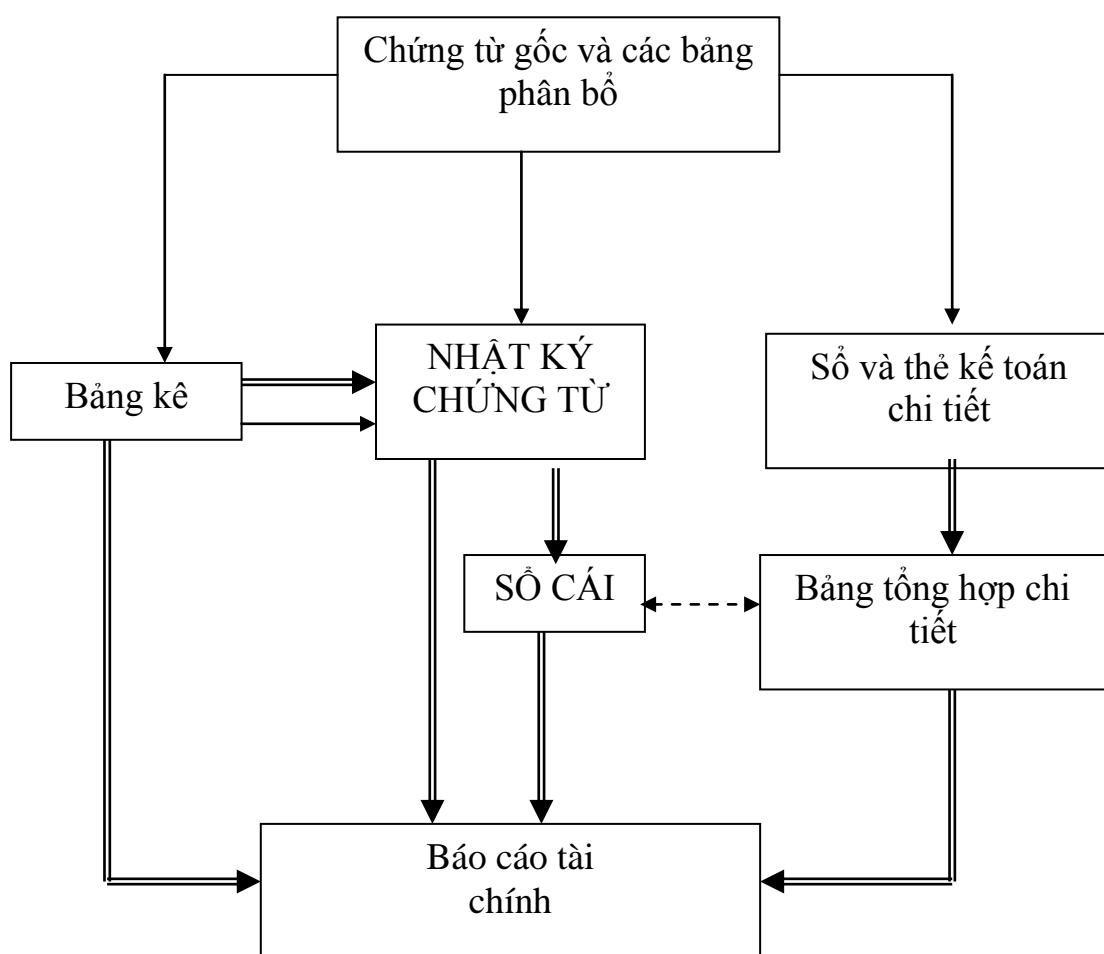 Chứng từ gốc và các bảng
phân bổ
Bảng kê
NHẬT KÝ
CHỨNG TỪ
Sổ và thẻ kế toán
chi tiết
SỔ CÁI
Bảng tổng hợp chi
tiết
Báo cáo tài
chính